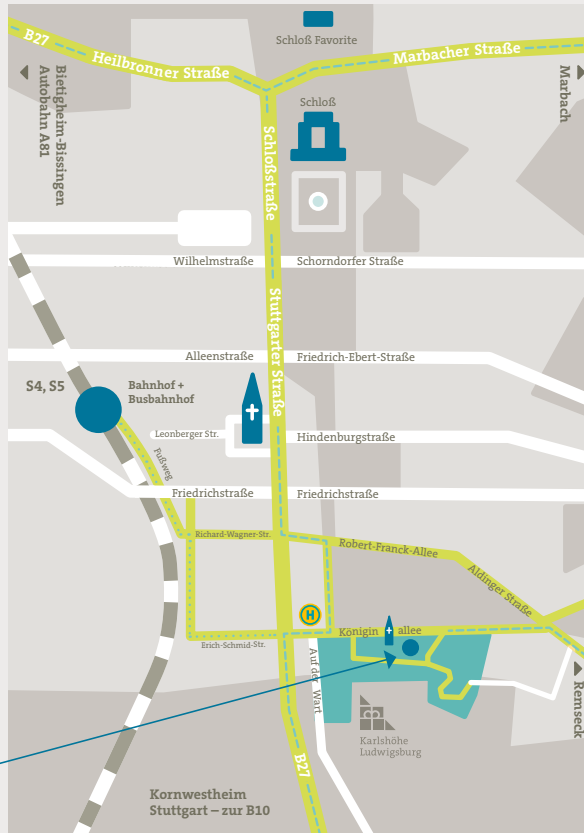 Schloß Favorite
B27
Heilbronner Straße
Marbacher Straße
Bietigheim-Bissingen
Autobahn A81
Marbach
Schloß
Schloßstraße
Wilhelmstraße
Schorndorfer Straße
Stuttgarter Straße
Alleenstraße
Friedrich-Ebert-Straße
S4, S5
Bahnhof +
Busbahnhof
Leonberger Str.
Hindenburgstraße
Fußweg
Friedrichstraße
Friedrichstraße
Richard-Wagner-Str.
Robert-Franck-Allee
Aldinger Straße
H
Königin allee
Erich-Schmid-Str.
Auf der Wart
Remseck
Karlshöhe
Ludwigsburg
B27
Kornwestheim
Stuttgart – zur B10